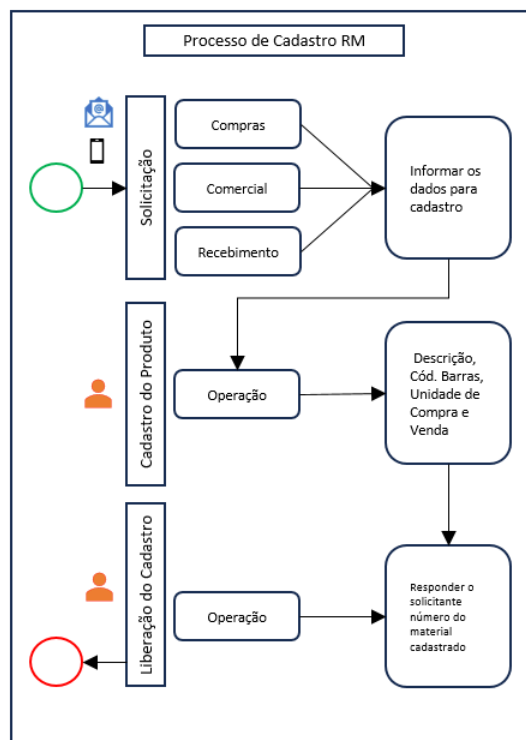 Processo de Cadastro RM
@
Solicitação
Compras
Comercial
Recebimento
Informar os
dados para
cadastro
Cadastro do Produto
Operação
Descrição,
Cód. Barras,
Unidade de
Compra e
Venda
Liberação do Cadastro
Operação
Responder o
solicitante
número do
material
cadastrado